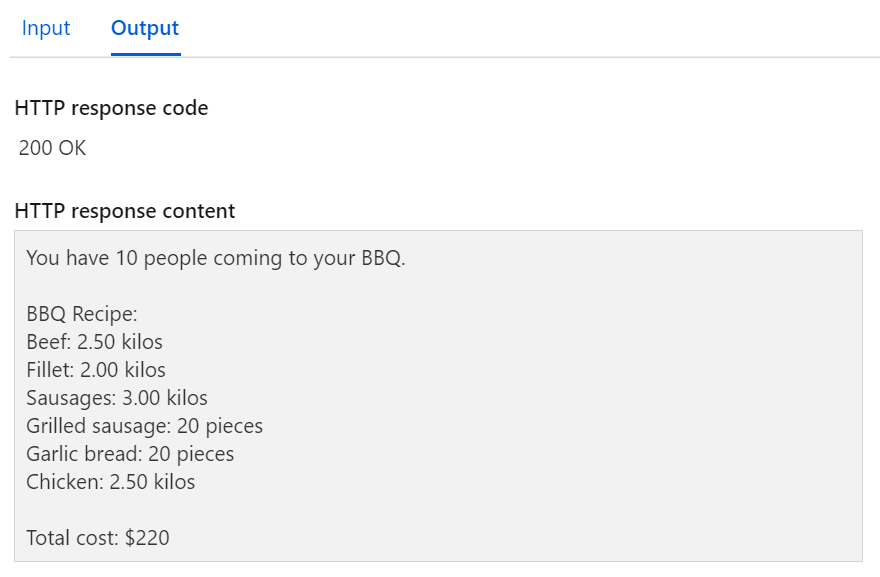 Input Output
HTTP response code
200 OK
HTTP response content
You have 10 people coming to your BBQ.
BBQ Recipe:
Beef: 2.50 kilos
Fillet: 2.00 kilos
Sausages: 3.00 kilos
Grilled sausage: 20 pieces
Garlic bread: 20 pieces
Chicken: 2.50 kilos
Total cost: $220